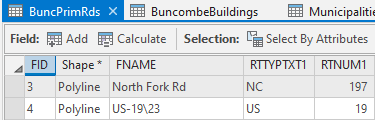 BuncPrimRds BuncombeBuildings Municipalities
Field: Add Calculate Selection: Select By Attributes
FID Shape * FNAME RTTYPTXT1 RTNUM1
3 Polyline North Fork Rd NC 197
4 Polyline US-19\23 US 19